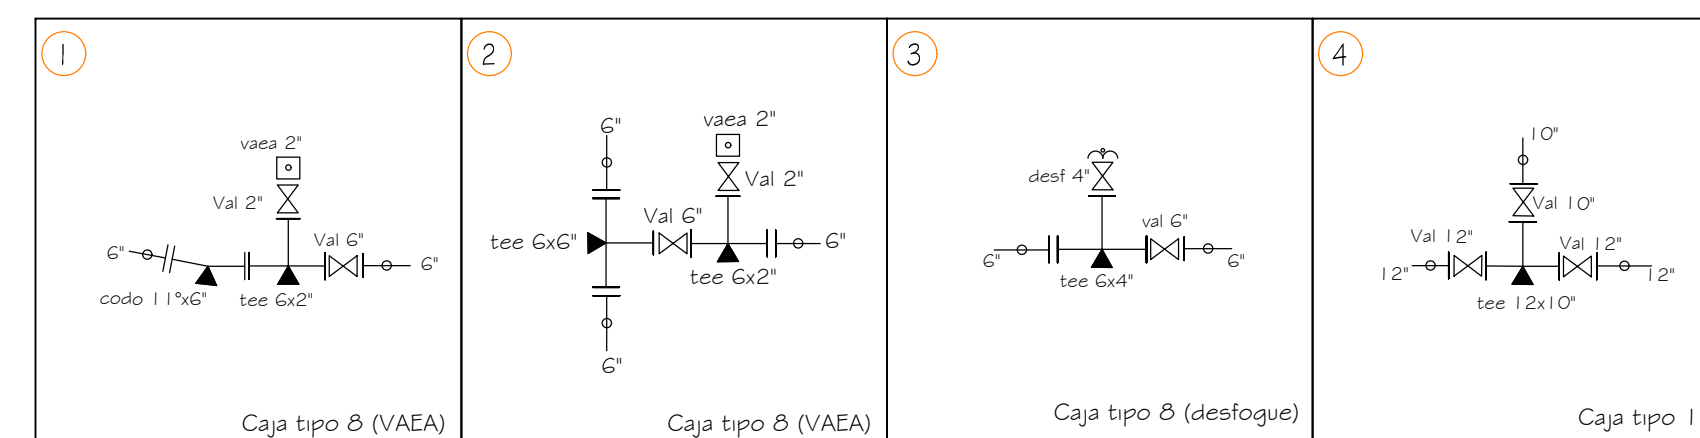 1
vaea 2"
Val 2"
Val 6"
6"
6"
codo 11°x6"
tee 6x2"
Caja tipo 8 (VAEA)
2
6"
vaea 2"
Val 2"
Val 6"
tee 6x6"
6"
tee 6x2"
6"
Caja tipo 8 (VAEA)
3
desf 4"
val 6"
6"
6"
tee 6x4"
Caja tipo 8 (desfogue)
4
10"
Val 10"
Val 12"
Val 12"
12"
12"
tee 12x10"
Caja tipo 1